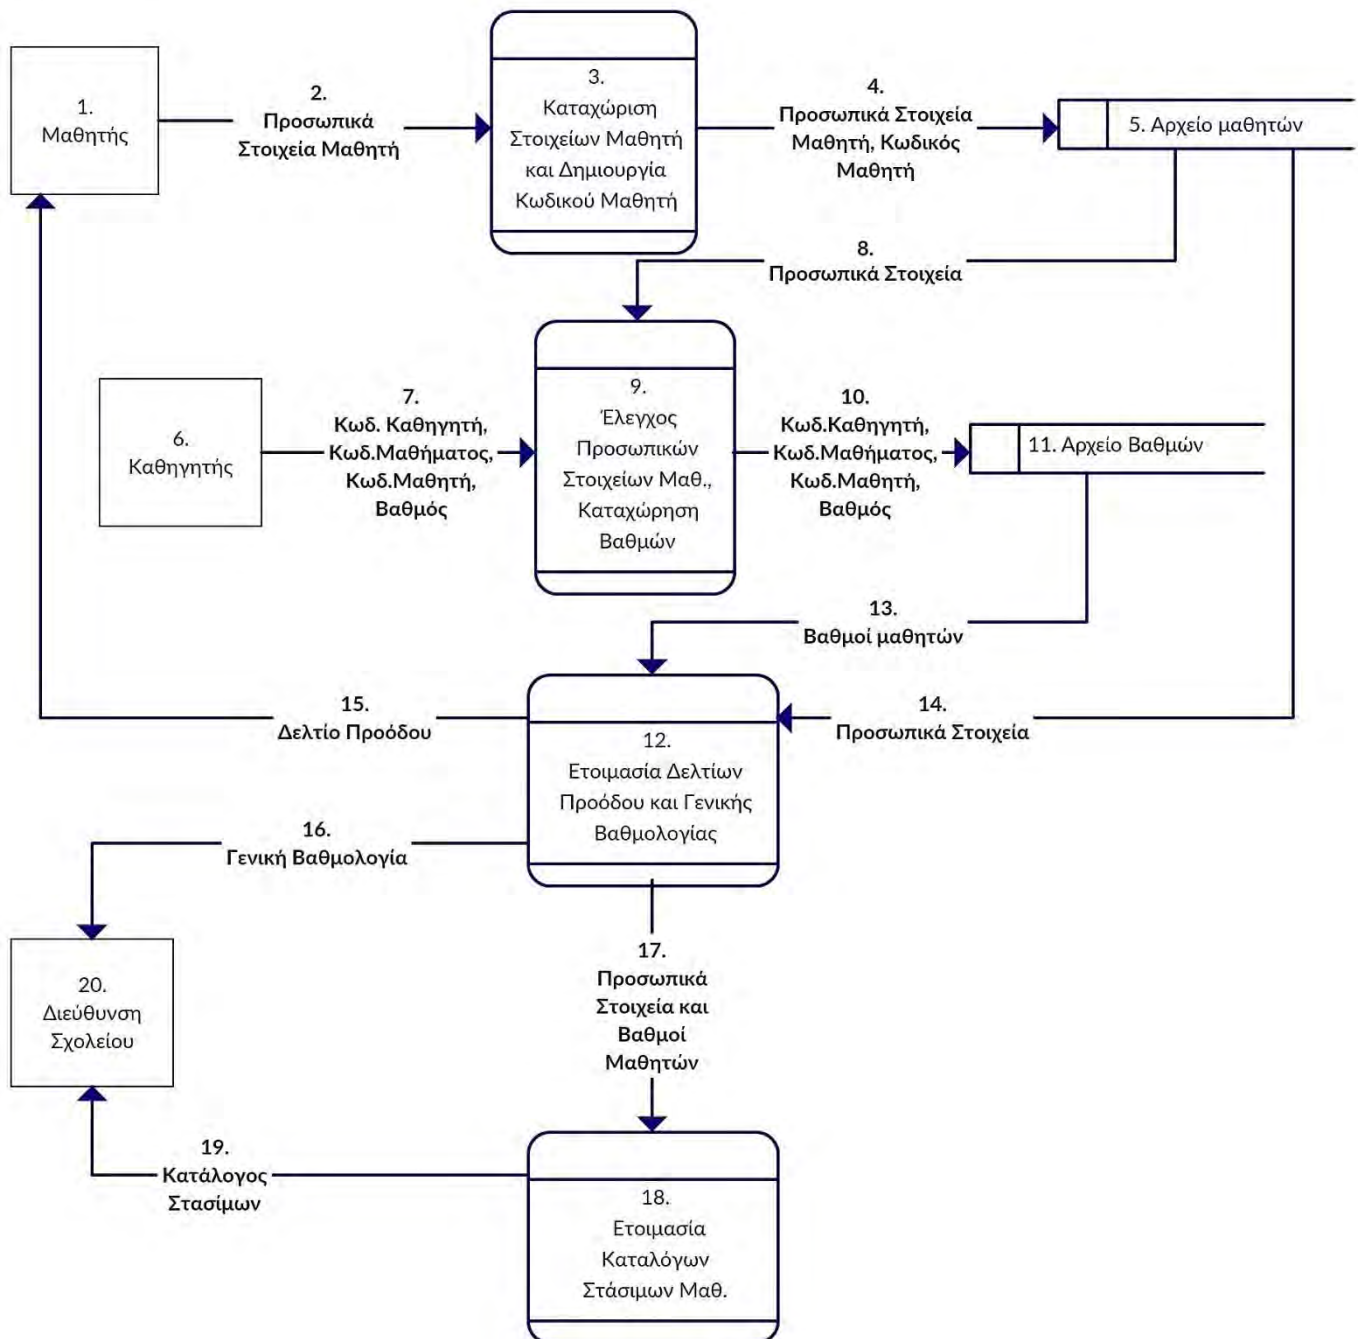 1.
Μαθητής
2.
Προσωπικά
Στοιχεία Μαθητή
3.
Καταχώριση
Στοιχείων Μαθητή
και Δημιουργία
Κωδικού Μαθητή
4.
Προσωπικά Στοιχεία
Μαθητή, Κωδικός
Μαθητή
5. Αρχείο μαθητών
8.
Προσωπικά Στοιχεία
6.
Καθηγητής
7.
Κωδ. Καθηγητή,
Κωδ.Μαθήματος,
Κωδ.Μαθητή,
Βαθμός
9.
Έλεγχος
Προσωπικών
Στοιχείων Μαθ.,
Καταχώρηση
Βαθμών
10.
Κωδ.Καθηγητή,
Κωδ.Μαθήματος,
Κωδ.Μαθητή,
Βαθμός
11. Αρχείο Βαθμών
13.
Βαθμοί μαθητών
15.
Δελτίο Προόδου
14.
Προσωπικά Στοιχεία
12.
Ετοιμασία Δελτίων
Προόδου και Γενικής
Βαθμολογίας
16.
Γενική Βαθμολογία
17.
Προσωπικά
Στοιχεία και
Βαθμοί
Μαθητών
20.
Διεύθυνση
Σχολείου
19.
Κατάλογος
Στασίμων
18.
Ετοιμασία
Καταλόγων
Στάσιμων Μαθ.